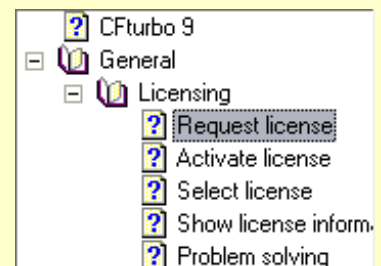 CFturbo 9
General
Licensing
Request license
Activate license
Select license
Show license inform
Problem solving